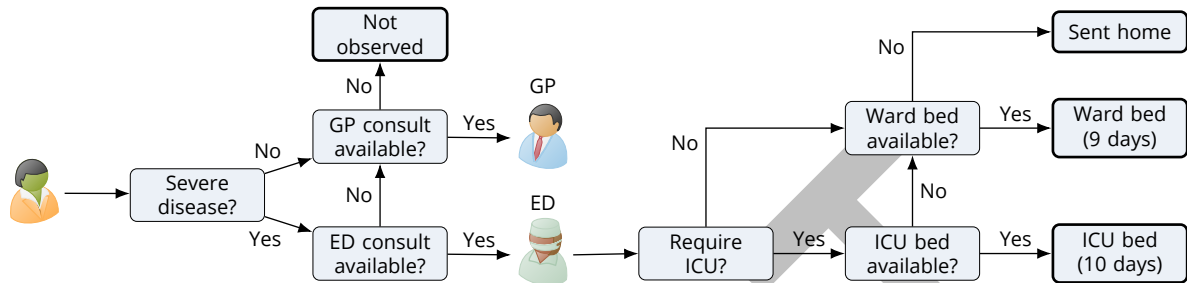 Not
observed
Sent home
No
No
GP
GP consult
available?
Yes
Ward bed
available?
Yes
Ward bed
(9 days)
No
No
Severe
disease?
No
No
ED
Yes
ED consult
available?
Yes
Require
ICU?
Yes
ICU bed
available?
Yes
ICU bed
(10 days)